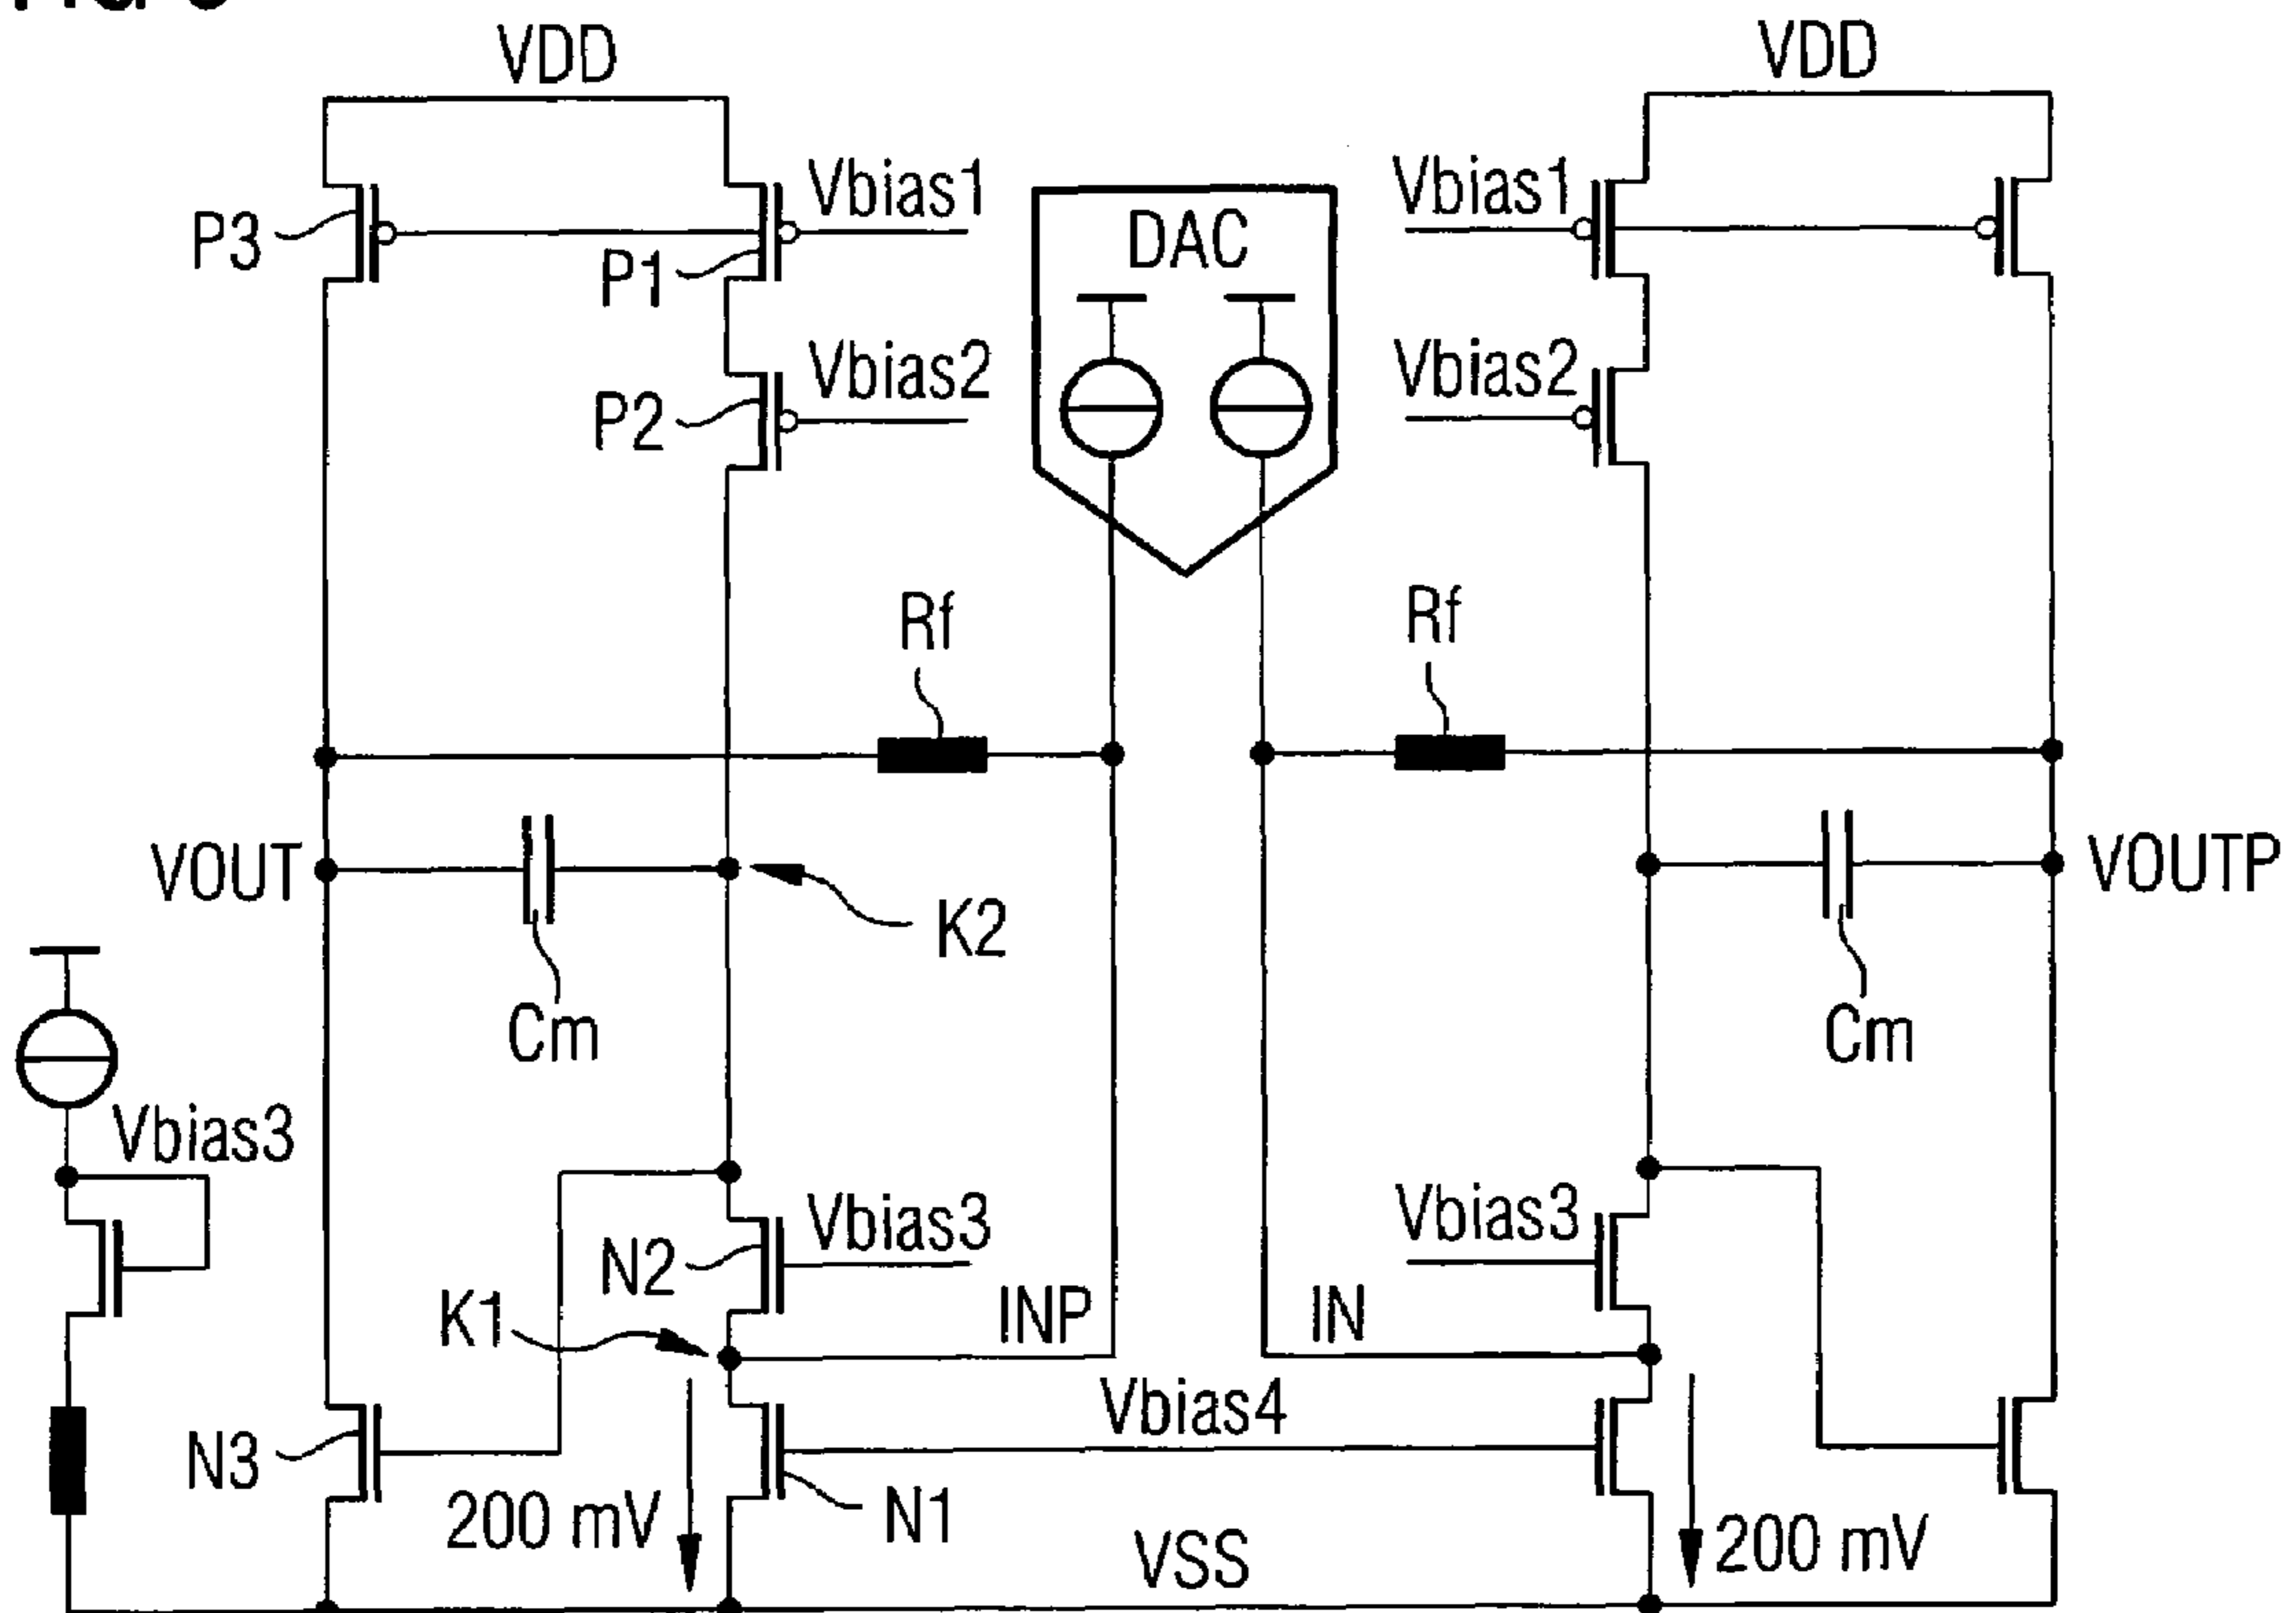 VDD
VDD
Vbias1
Vbias1
P3
P1
DAC
Vbias2
Vbias2
P2
Rf
Rf
VOUT
VOUTP
K2
Cm
Cm
Vbias3
N2
Vbias3
Vbias3
K1
INP
IN
Vbias4
N3
200 mV
N1
VSS
200 mV